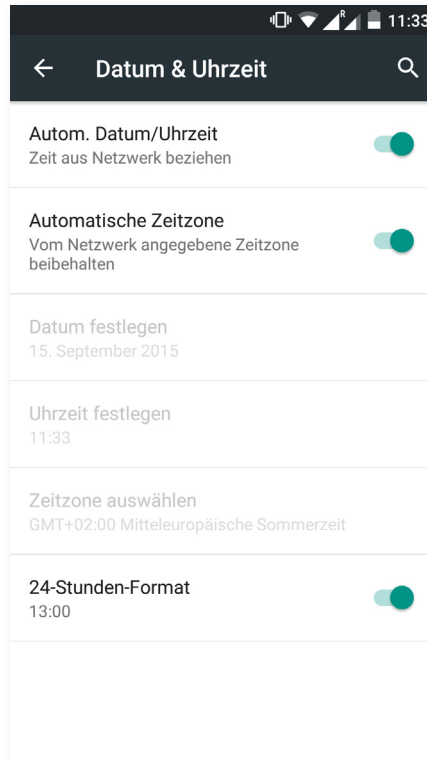 R 11:33
Datum & Uhrzeit
Autom. Datum/Uhrzeit
Zeit aus Netzwerk beziehen
Automatische Zeitzone
Vom Netzwerk angegebene Zeitzone
beibehalten
Datum festlegen
15. September 2015
Uhrzeit festlegen
11:33
Zeitzone auswählen
GMT+02:00 Mitteleuropäische Sommerzeit
24-Stunden-Format
13:00